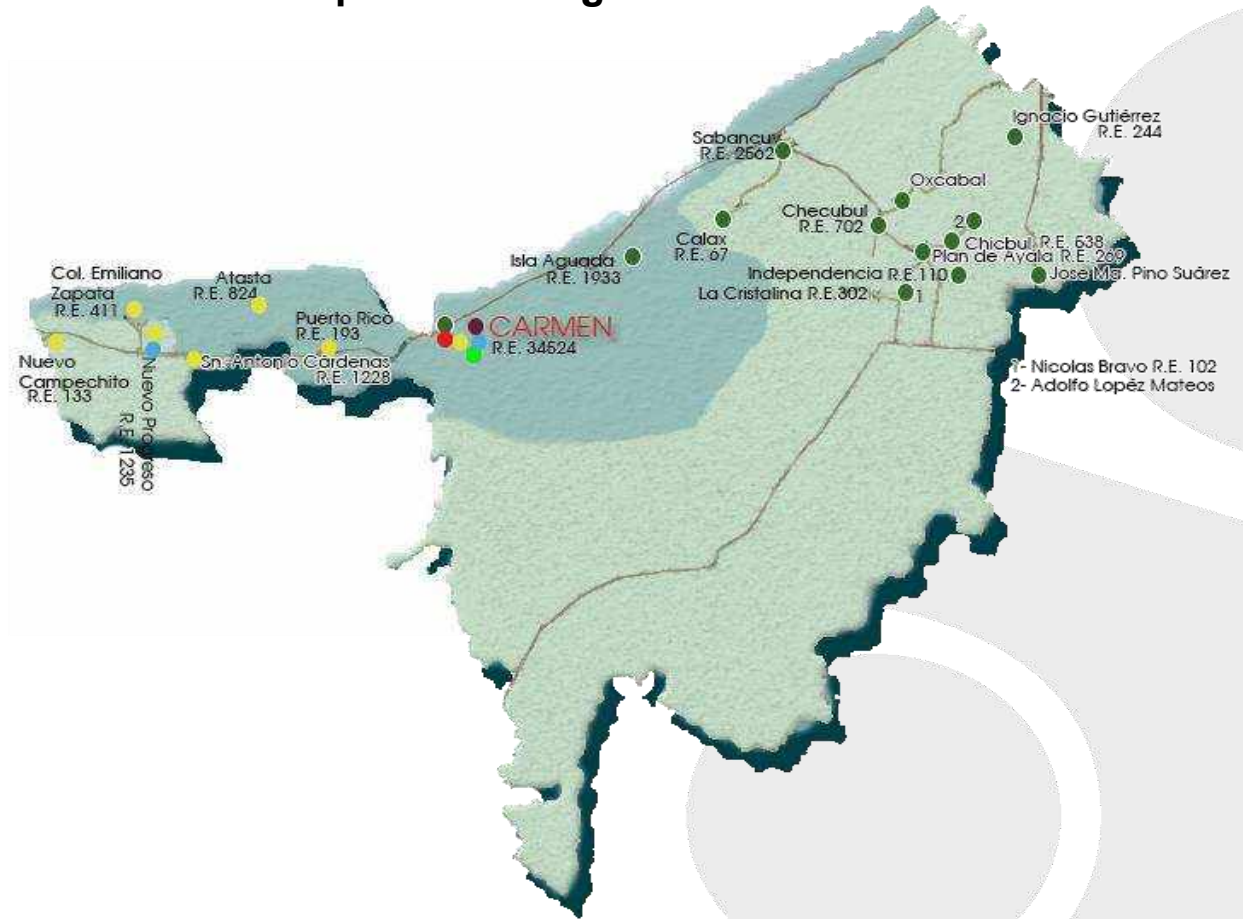 Ignacio Gutiérrez
R.E. 244
Sabancuy
R.E. 2562
Oxcabal
Checubul
R.E. 702
2
Calax
R.E. 67
Chicbul R.E. 638
Plan de Ayala R.E. 269
Isla Aguada
R.E. 1933
Independencia R.E.110
Jose Ma. Pino Suárez
La Cristalina R.E.302
1
Col. Emiliano
Zapata
R.E. 411
Atasta
R.E. 824
Puerto Rico
R.E. 193
CARMEN
R.E. 34524
Nuevo
Campechito
R.E. 133
Sn. Antonio Cárdenas
R.E. 1228
Nuevo Progreso
R.E. 1235
1- Nicolas Bravo R.E. 102
2- Adolfo Lopéz Mateos